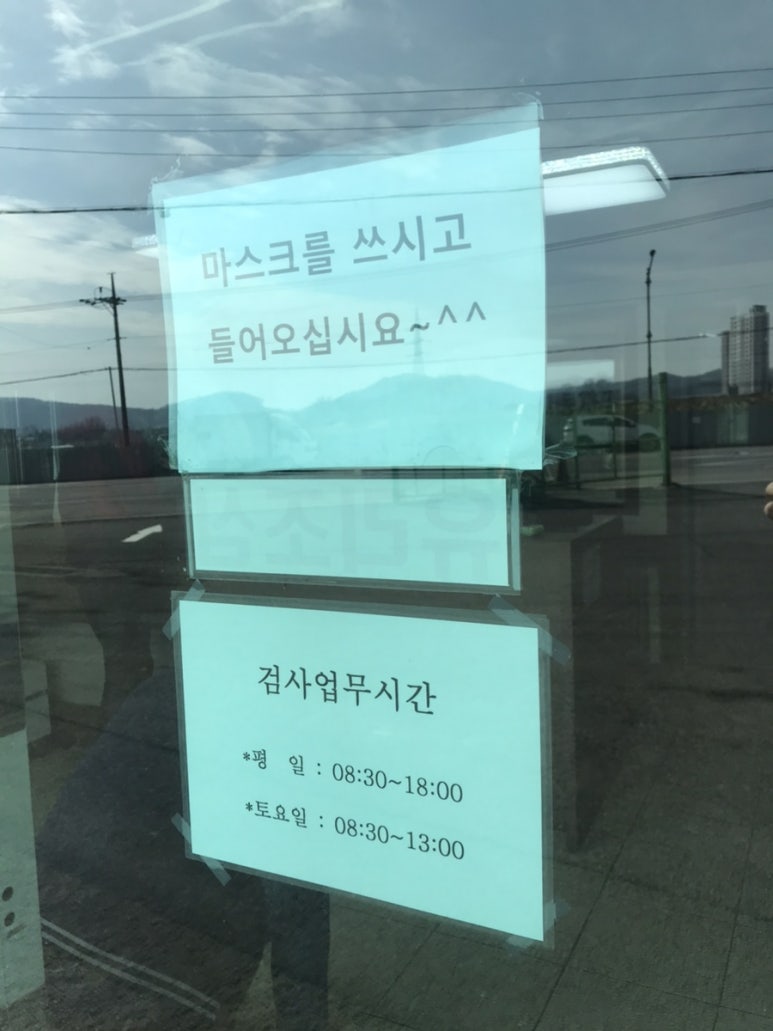 마스크를 쓰시고
들어오십시요~^^
검사업무시간
*평 일 : 08:30~18:00
*토요일 : 08:30~13:00